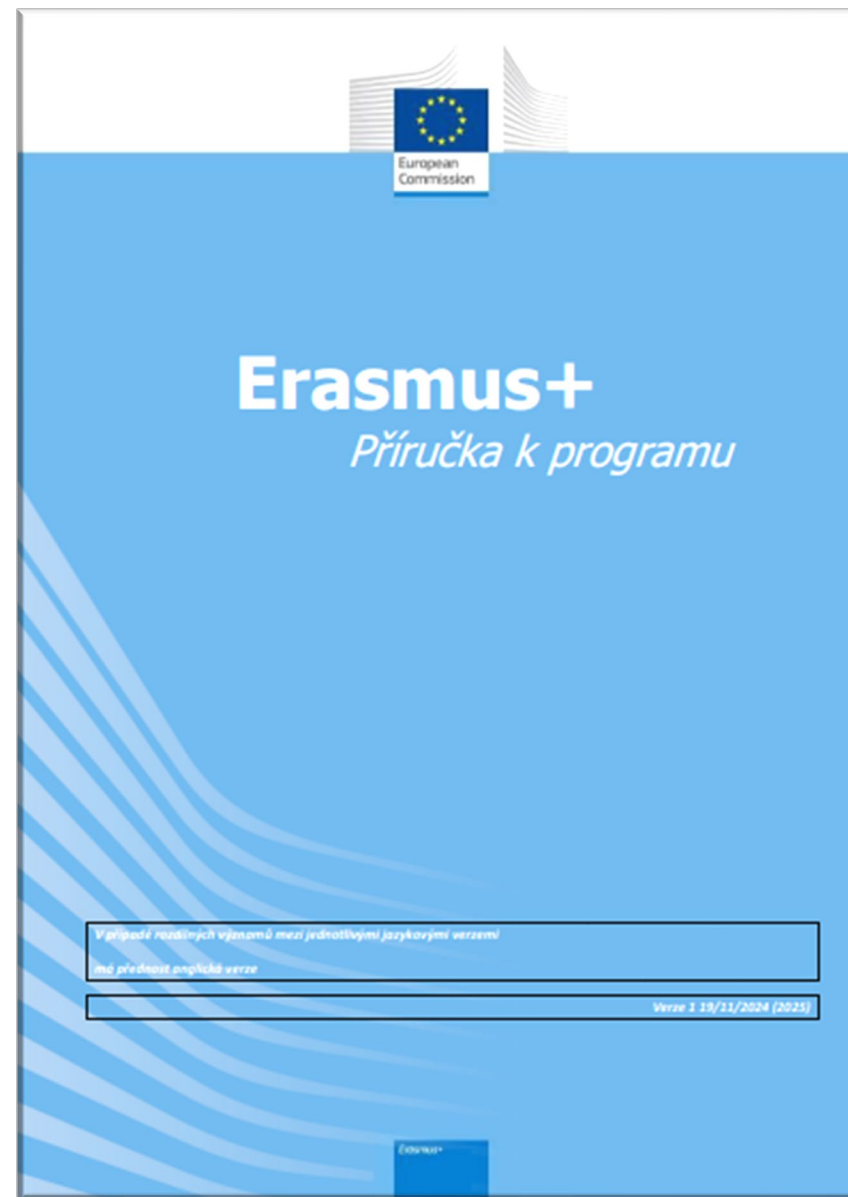 European
Commission
Erasmus+
Příručka k programu
V případě rozdílných významů mezi jednotlivými jazykovými verzemi
má přednost anglická verze
Verze 1 19/11/2024 (2025)
Erasmus+